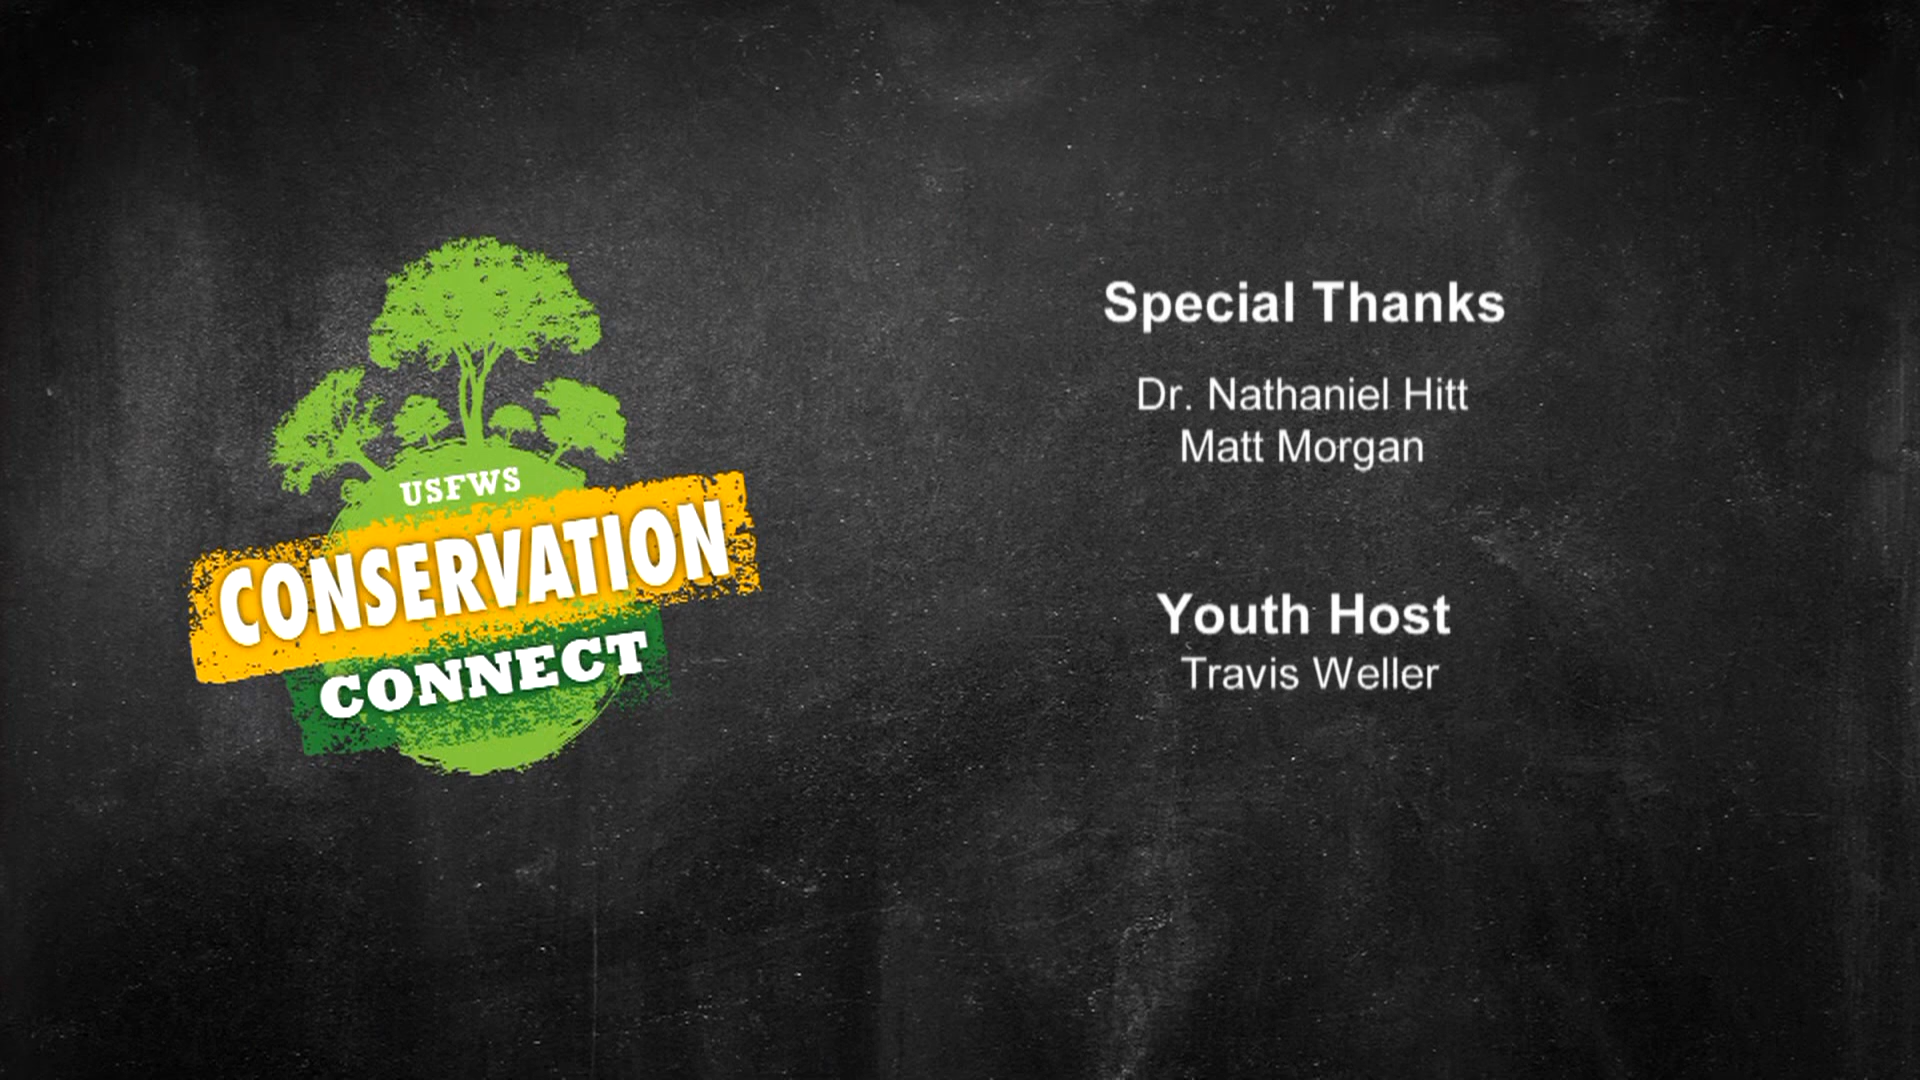 USFWS
CONSERVATION
CONNECT
Special Thanks
Dr. Nathaniel Hitt
Matt Morgan
Youth Host
Travis Weller